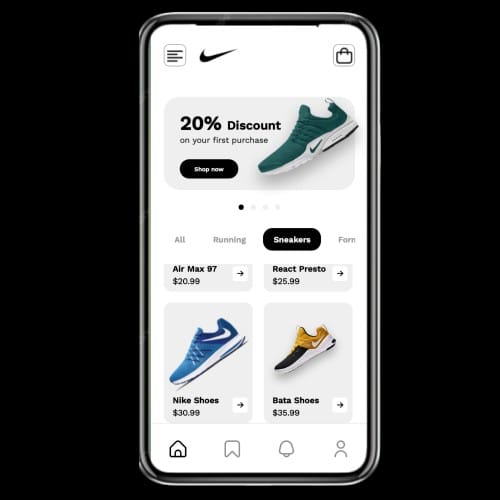 20% Discount
on your first purchase
Shop now
All Running Sneakers Forn
Air Max 97 React Presto
$20.99 $25.99
Nike Shoes Bata Shoes
$30.99 $35.99